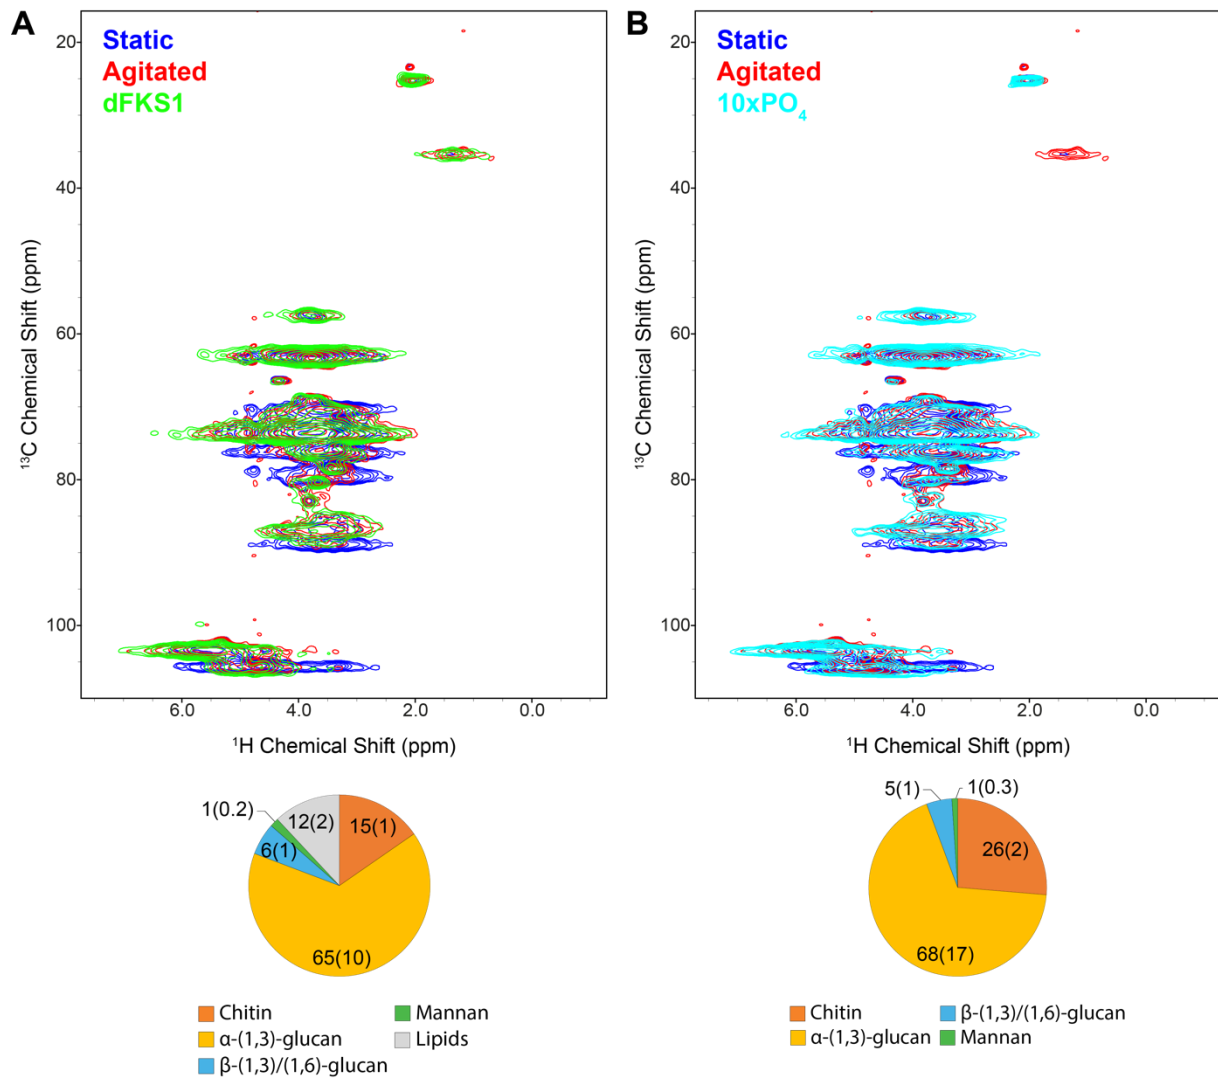 A
Static
Agitated
dFKS1
20
40
60
80
100
¹³C Chemical Shift (ppm)
6.0 4.0 2.0 0.0
¹H Chemical Shift (ppm)
1(0.2)
12(2)
15(1)
6(1)
65(10)
Chitin
α-(1,3)-glucan
β-(1,3)/(1,6)-glucan
Mannan
Lipids
B
Static
Agitated
10xPO₄
20
40
60
80
100
¹³C Chemical Shift (ppm)
6.0 4.0 2.0 0.0
¹H Chemical Shift (ppm)
5(1)
1(0.3)
26(2)
68(17)
Chitin
α-(1,3)-glucan
β-(1,3)/(1,6)-glucan
Mannan